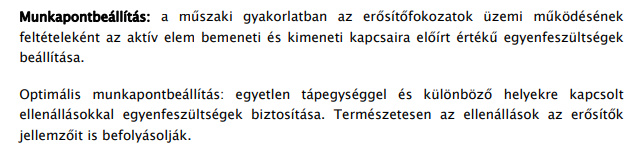 Munkapontbeállítás: a műszaki gyakorlatban az erősítőfokozatok üzemi működésének
feltételeként az aktív elem bemeneti és kimeneti kapcsaira előírt értékű egyenfeszültségek
beállítása.
Optimális munkapontbeállítás: egyetlen tápegységgel és különböző helyekre kapcsolt
ellenállásokkal egyenfeszültségek biztosítása. Természetesen az ellenállások az erősítők
jellemzőit is befolyásolják.